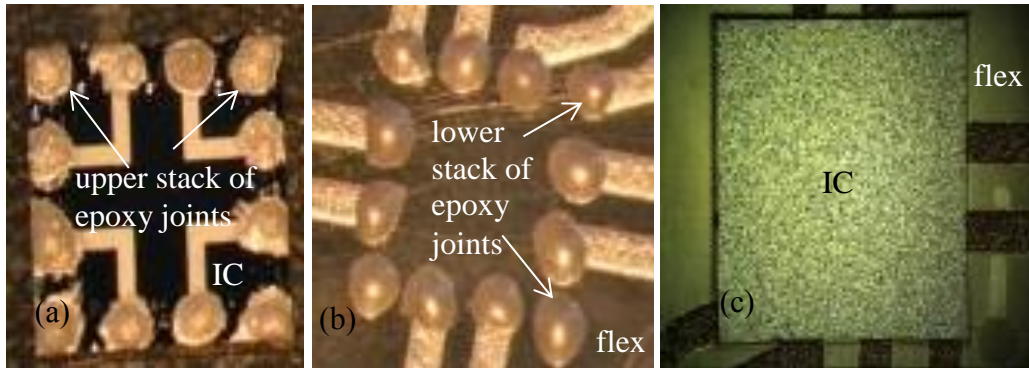 upper stack of
epoxy joints
IC
(a)
lower
stack of
epoxy
joints
flex
(b)
flex
IC
(c)